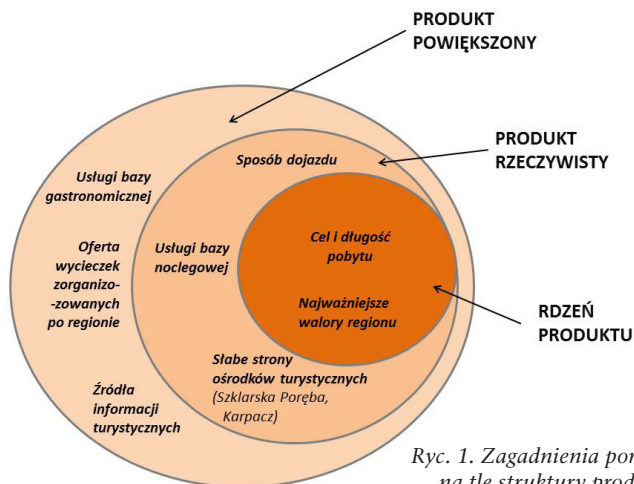 PRODUKT
POWIĘKSZONY
PRODUKT
RZECZYWISTY
Sposób dojazdu
Usługi bazy
gastronomicznej
Cel i długość
pobytu
Usługi bazy
noclegowej
Oferta
wycieczek
zorganizo-
-zowanych
po regionie
Najważniejsze
walory regionu
RDZEŃ
PRODUKTU
Słabe strony
ośrodków turystycznych
(Szklarska Poręba,
Karpacz)
Źródła
informacji
turystycznych
Ryc. 1. Zagadnienia
na tle struktury